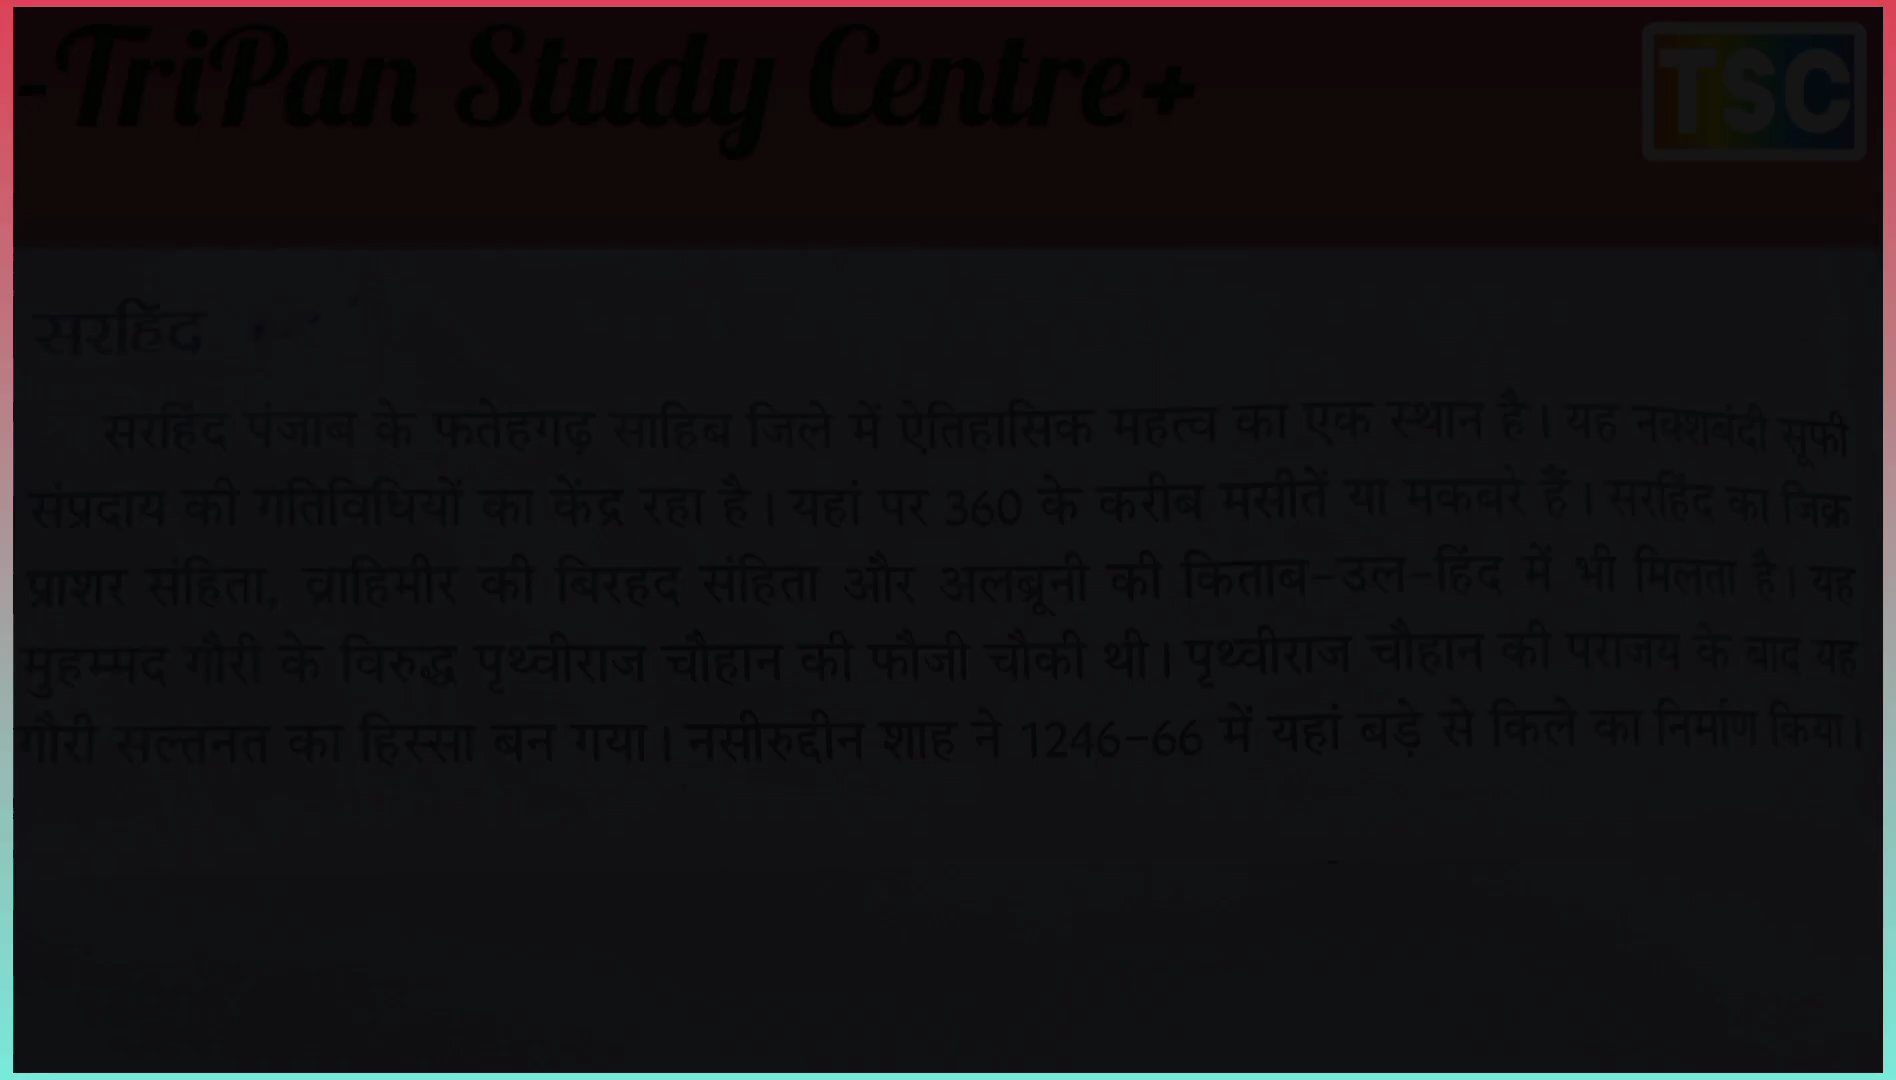 -TriPan Study Centre+
TSC
सरहिंद
सरहिंद पंजाब के फतेहगढ़ साहिब जिले में ऐतिहासिक महत्व का एक स्थान है। यह नक्शबंदी सूफी
संप्रदाय की गतिविधियों का केंद्र रहा है। यहां पर 360 के करीब मसीतें या मकबरे हैं। सरहिंद का जिक्र
प्राशर संहिता, व्राहिमीर की बिरहद संहिता और अलब्रूनी की किताब-उल-हिंद में भी मिलता है। यह
मुहम्मद गौरी के विरुद्ध पृथ्वीराज चौहान की फौजी चौकी थी। पृथ्वीराज चौहान की पराजय के बाद यह
गौरी सल्तनत का हिस्सा बन गया। नसीरुद्दीन शाह ने 1246-66 में यहां बड़े से किले का निर्माण किया।